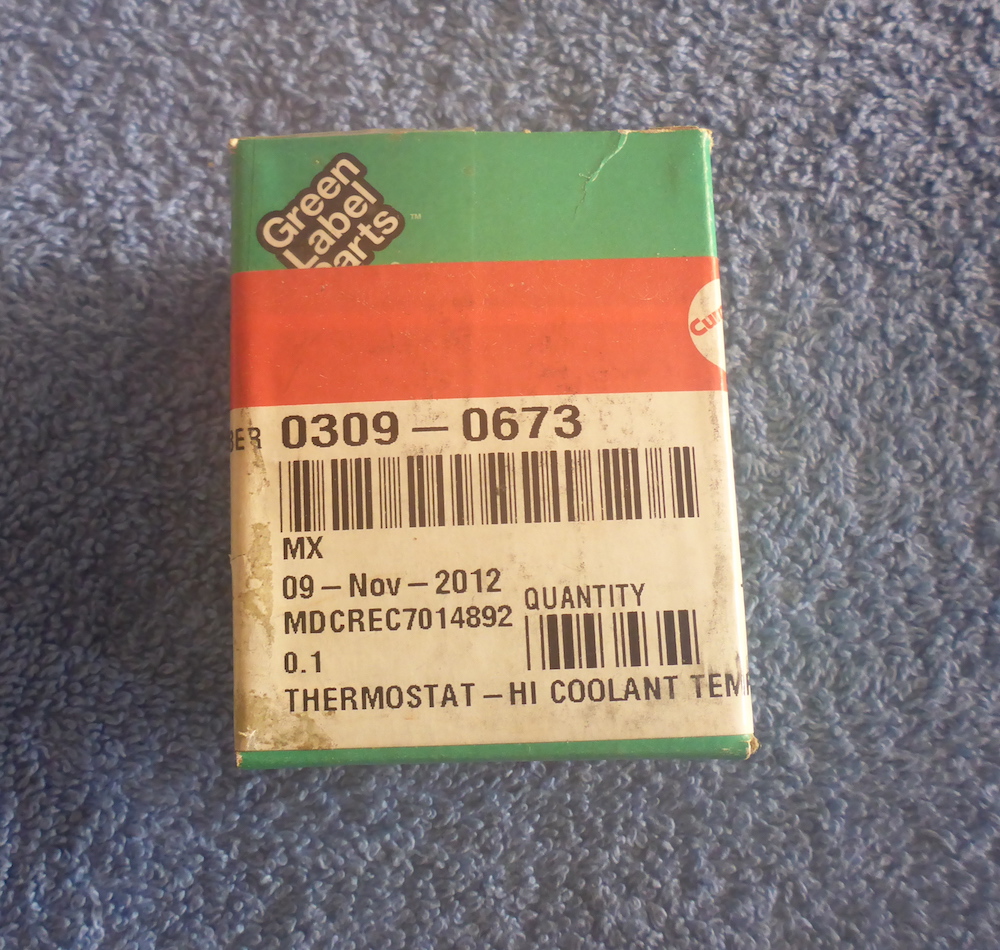 Green
Label
Parts
™
Cu
BER 0309 – 0673
MX
09 – Nov – 2012
MDCREC7014892
QUANTITY
0.1
THERMOSTAT – HI COOLANT TEM